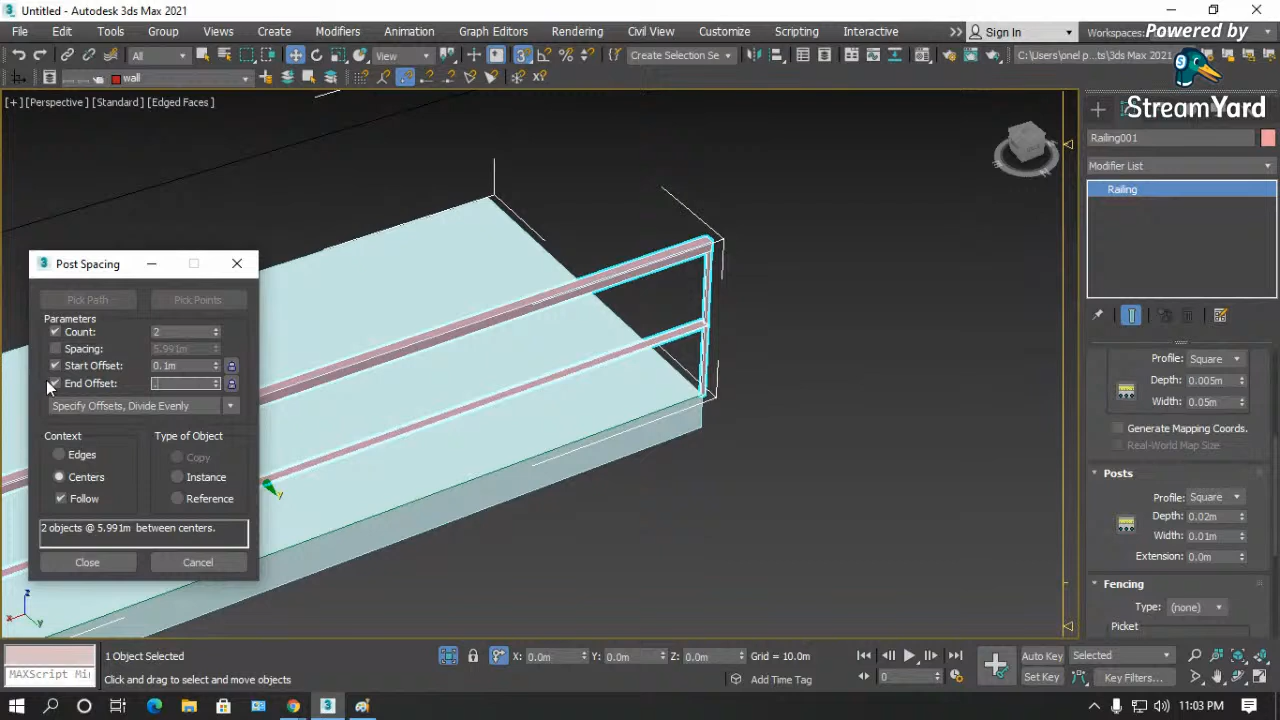 Untitled - Autodesk 3ds Max 2021
File Edit Tools Group Views Create Modifiers Animation Graph Editors Rendering Civil View Customize Scripting Interactive
Sign In
Workspaces:
Powered by
StreamYard
All
View
Create Selection Se
wall
[+] [Perspective] [Standard] [Edged Faces]
Railing001
Modifier List
Railing
Post Spacing
Pick Path Pick Points
Parameters
Count: 2
Spacing: 5.991m
Start Offset: 0.1m
End Offset: .
Specify Offsets, Divide Evenly
Context
Edges
Centers
Follow
Type of Object
Copy
Instance
Reference
2 objects @ 5.991m between centers.
Close Cancel
Profile: Square
Depth: 0.005m
Width: 0.05m
Generate Mapping Coords.
Real-World Map Size
Posts
Profile: Square
Depth: 0.02m
Width: 0.01m
Extension: 0.0m
Fencing
Type: (none)
Picket
x
y
z
y
1 Object Selected
MAXScript Mi
Click and drag to select and move objects
X: 0.0m Y: 0.0m Z: 0.0m Grid = 10.0m
Add Time Tag
0
Auto Key Selected
Set Key Key Filters...
11:03 PM